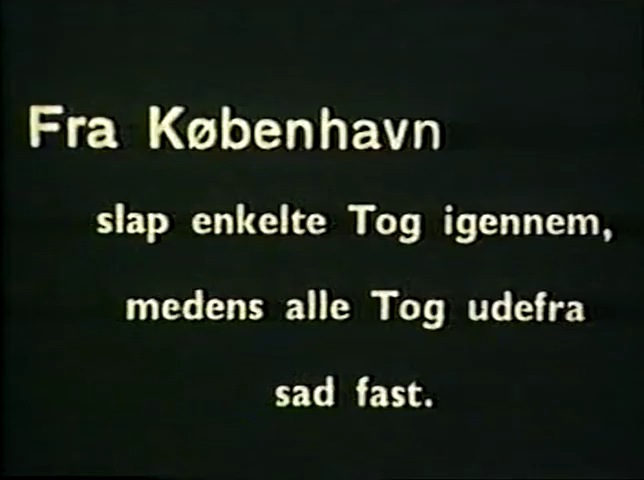 Fra København
slap enkelte Tog igennem,
medens alle Tog udefra
sad fast.